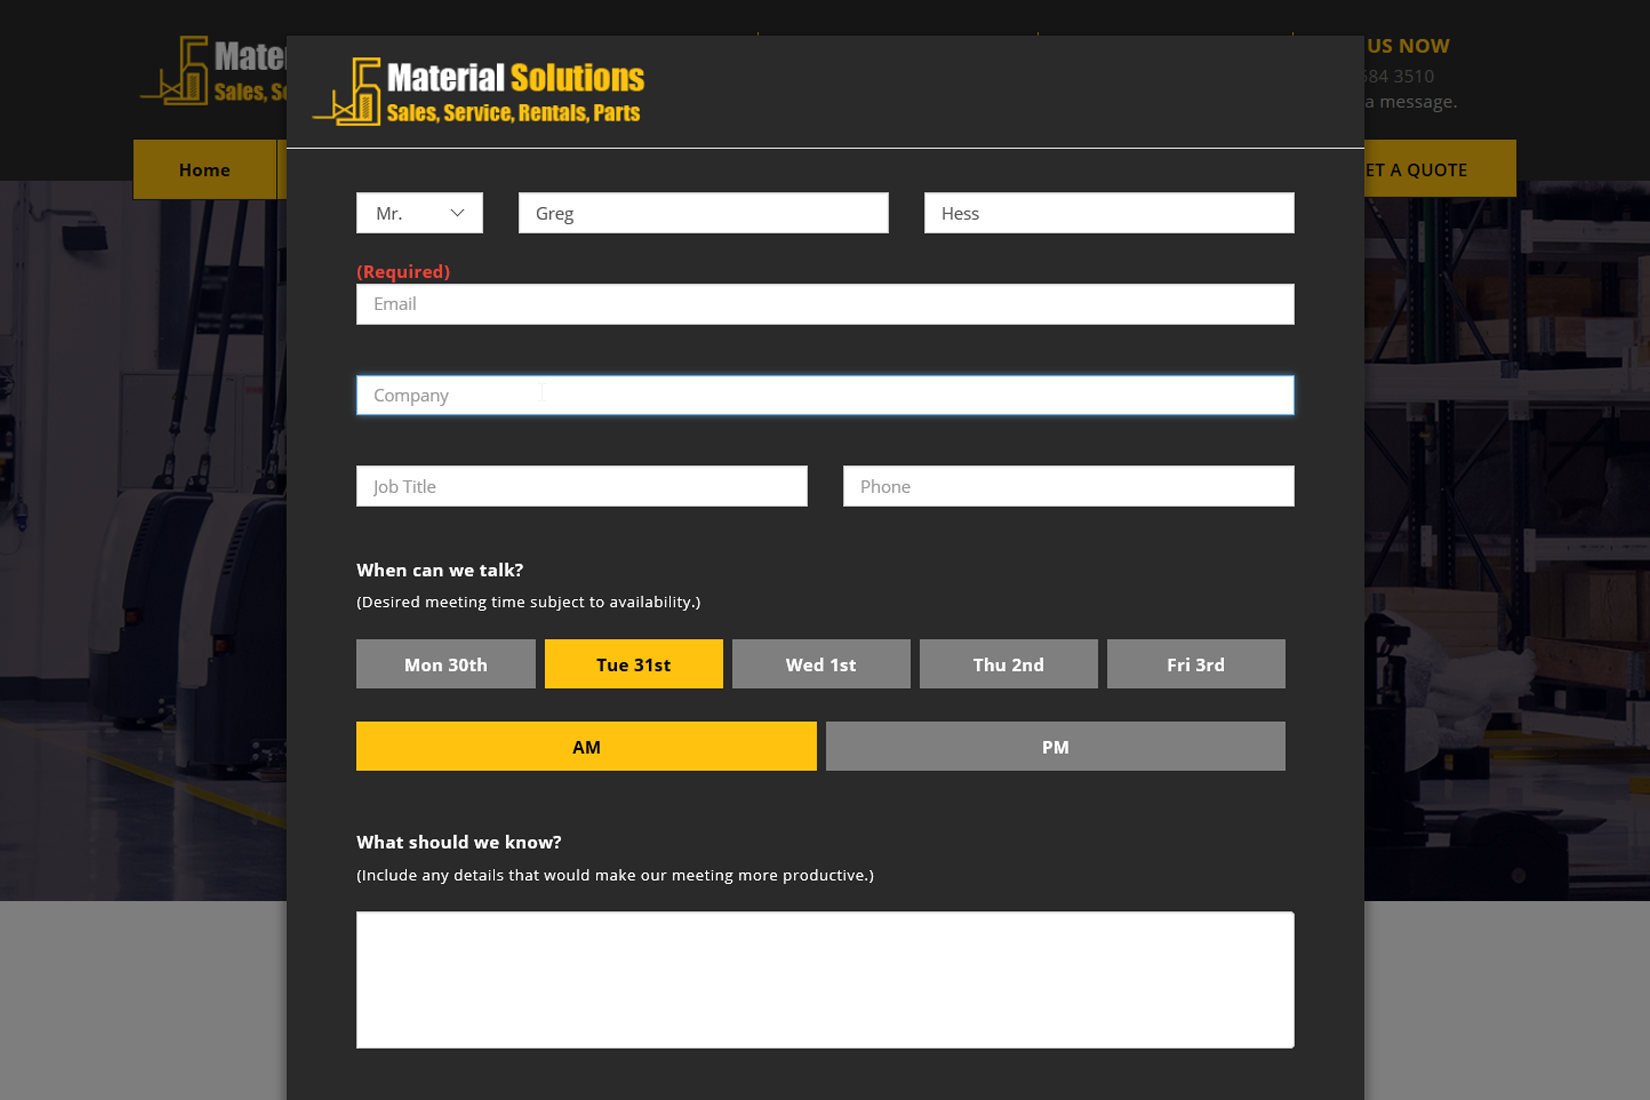 Material Solutions
Sales, Service, Rentals, Parts
US NOW
584 3510
a message.
Home
ET A QUOTE
Mr.
Greg
Hess
(Required)
Email
Company
Job Title
Phone
When can we talk?
(Desired meeting time subject to availability.)
Mon 30th
Tue 31st
Wed 1st
Thu 2nd
Fri 3rd
AM
PM
What should we know?
(Include any details that would make our meeting more productive.)